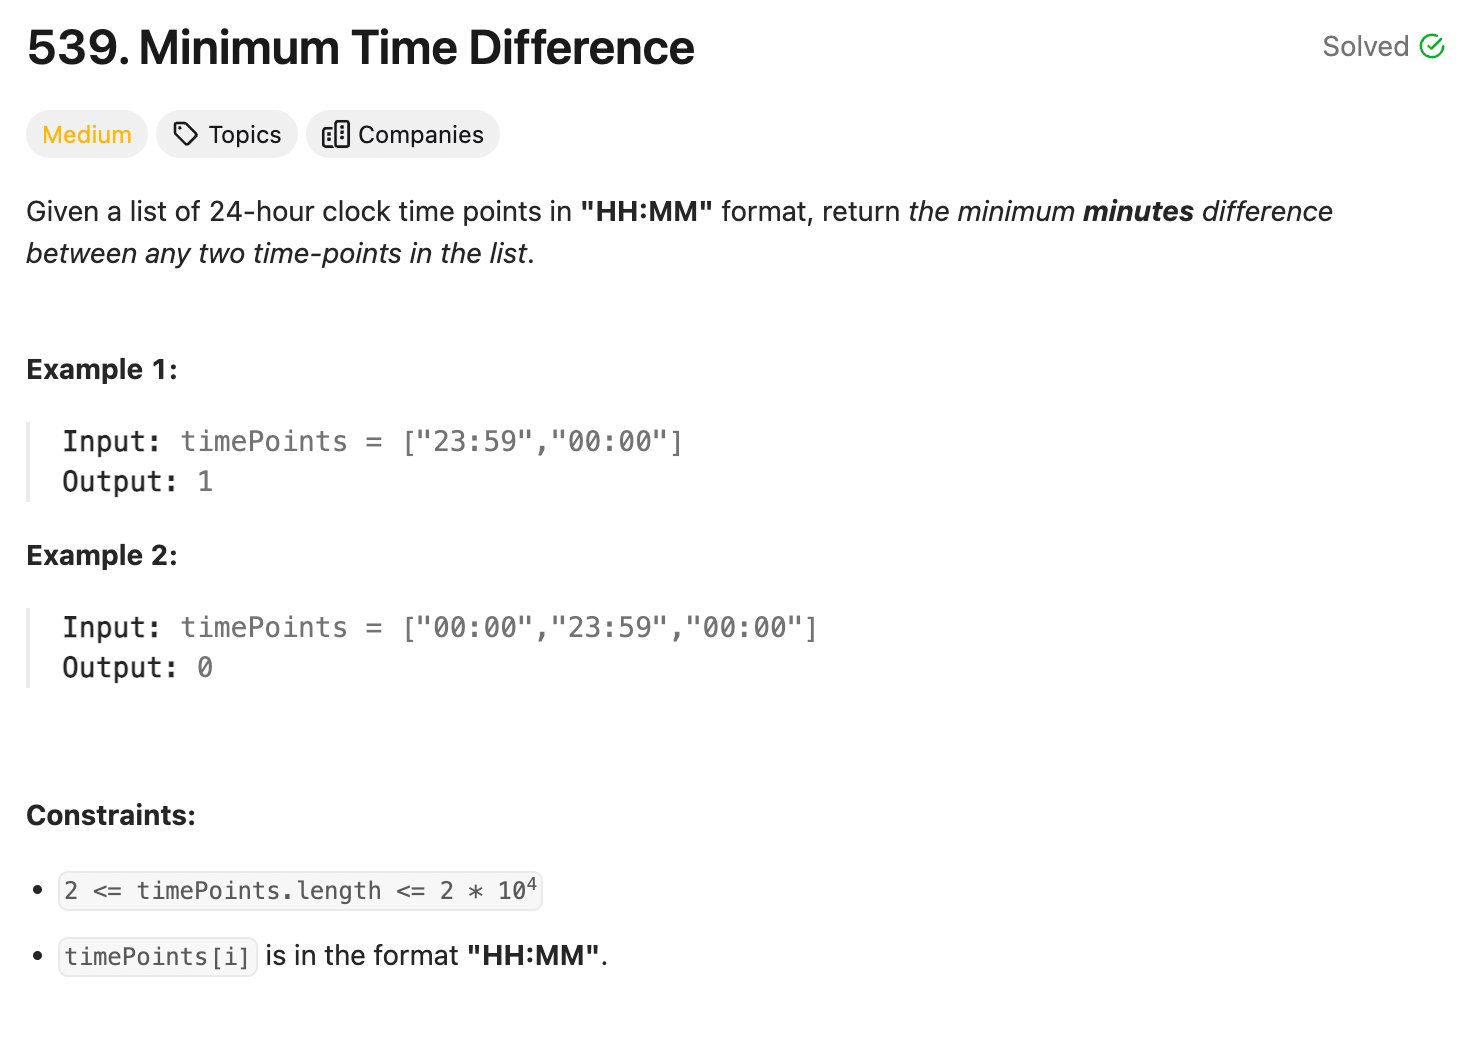 539. Minimum Time Difference
Solved
Medium Topics Companies
Given a list of 24-hour clock time points in "HH:MM" format, return the minimum minutes difference
between any two time-points in the list.
Example 1:
Input: timePoints = ["23:59","00:00"]
Output: 1
Example 2:
Input: timePoints = ["00:00","23:59","00:00"]
Output: 0
Constraints:
• 2 <= timePoints.length <= 2 * 10⁴
• timePoints[i] is in the format "HH:MM".